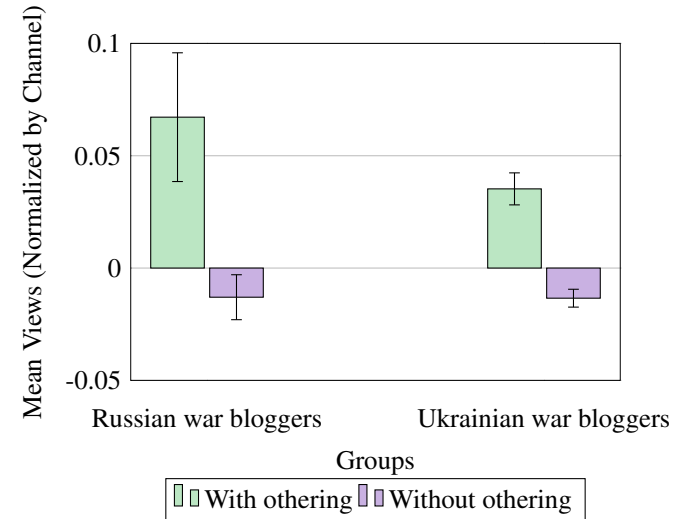 Mean Views (Normalized by Channel)
0.1
0.05
0
-0.05
Russian war bloggers
Ukrainian war bloggers
Groups
With othering
Without othering